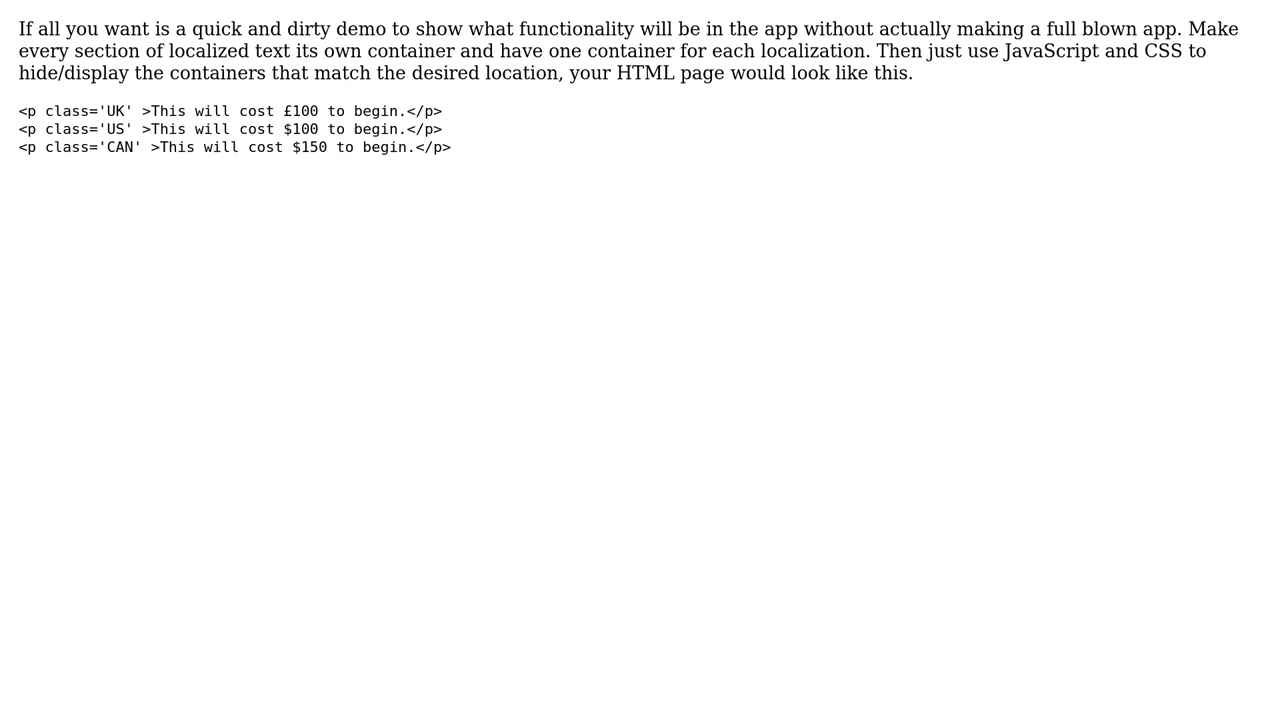 If all you want is a quick and dirty demo to show what functionality will be in the app without actually making a full blown app. Make
every section of localized text its own container and have one container for each localization. Then just use JavaScript and CSS to
hide/display the containers that match the desired location, your HTML page would look like this.
<p class='UK' >This will cost £100 to begin.</p>
<p class='US' >This will cost $100 to begin.</p>
<p class='CAN' >This will cost $150 to begin.</p>